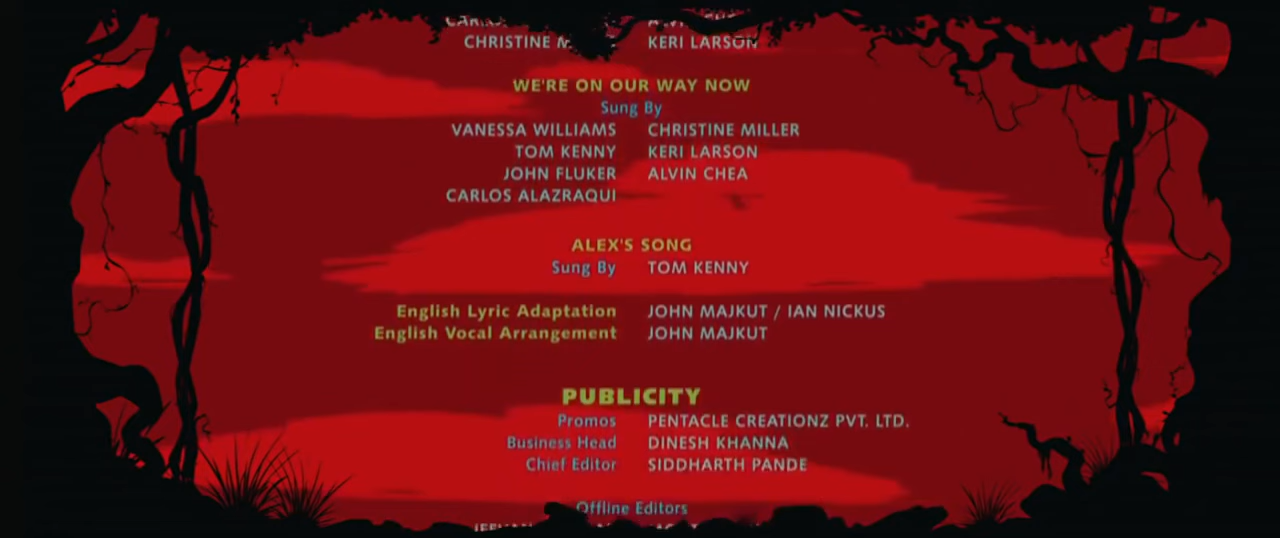 CHRISTINE KERI LARSON
WE'RE ON OUR WAY NOW
Sung By
VANESSA WILLIAMS CHRISTINE MILLER
TOM KENNY KERI LARSON
JOHN FLUKER ALVIN CHEA
CARLOS ALAZRAQUI
ALEX'S SONG
Sung By TOM KENNY
English Lyric Adaptation JOHN MAJKUT / IAN NICKUS
English Vocal Arrangement JOHN MAJKUT
PUBLICITY
Promos PENTACLE CREATIONZ PVT. LTD.
Business Head DINESH KHANNA
Chief Editor SIDDHARTH PANDE
Offline Editors